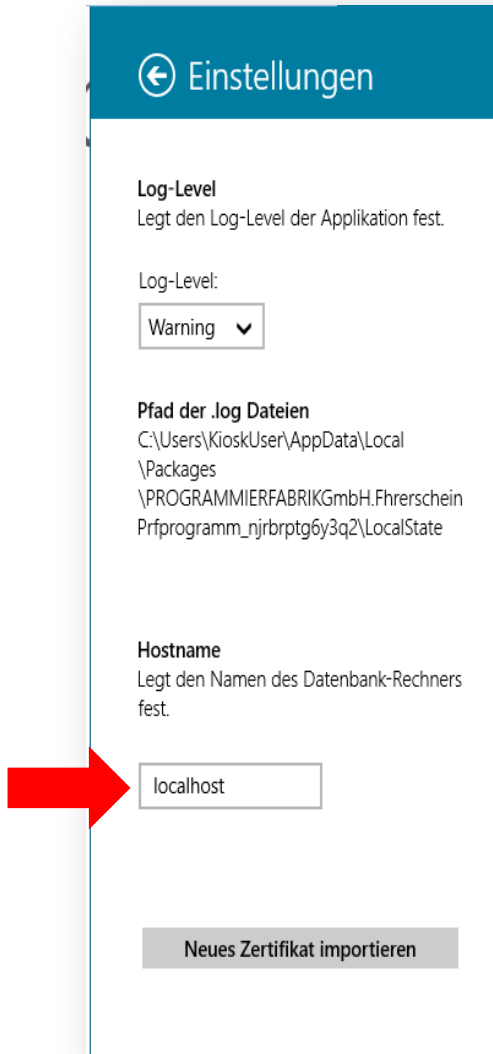 Einstellungen
Log-Level
Legt den Log-Level der Applikation fest.
Log-Level:
Warning
Pfad der .log Dateien
C:\Users\KioskUser\AppData\Local
\Packages
\PROGRAMMIERFABRIKGmbH.Fhrerschein
Prfprogramm_njrbrptg6y3q2\LocalState
Hostname
Legt den Namen des Datenbank-Rechners
fest.
localhost
Neues Zertifikat importieren